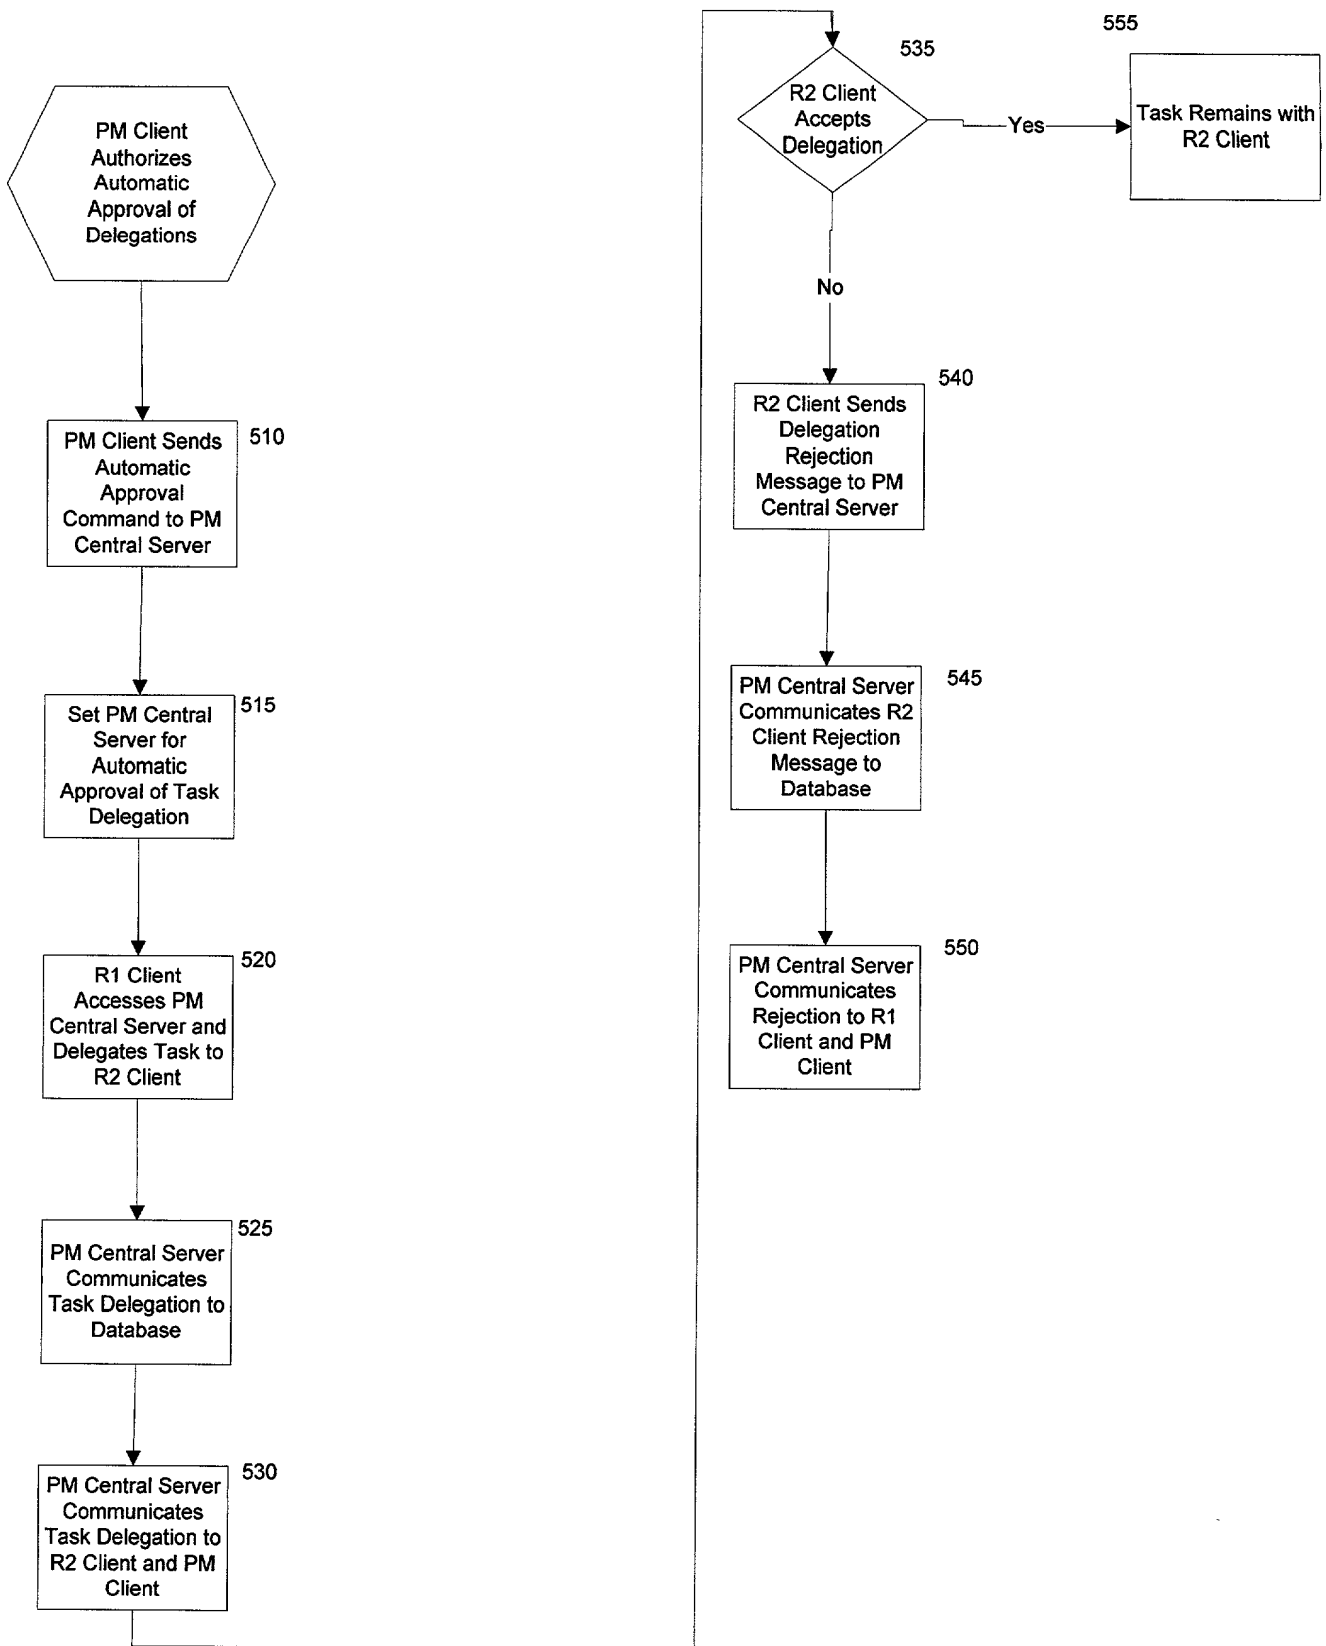 PM Client
Authorizes
Automatic
Approval of
Delegations
510
PM Client Sends
Automatic
Approval
Command to PM
Central Server
515
Set PM Central
Server for
Automatic
Approval of Task
Delegation
520
R1 Client
Accesses PM
Central Server and
Delegates Task to
R2 Client
525
PM Central Server
Communicates
Task Delegation to
Database
530
PM Central Server
Communicates
Task Delegation to
R2 Client and PM
Client
535
R2 Client
Accepts
Delegation
Yes
555
Task Remains with
R2 Client
No
540
R2 Client Sends
Delegation
Rejection
Message to PM
Central Server
545
PM Central Server
Communicates R2
Client Rejection
Message to
Database
550
PM Central Server
Communicates
Rejection to R1
Client and PM
Client